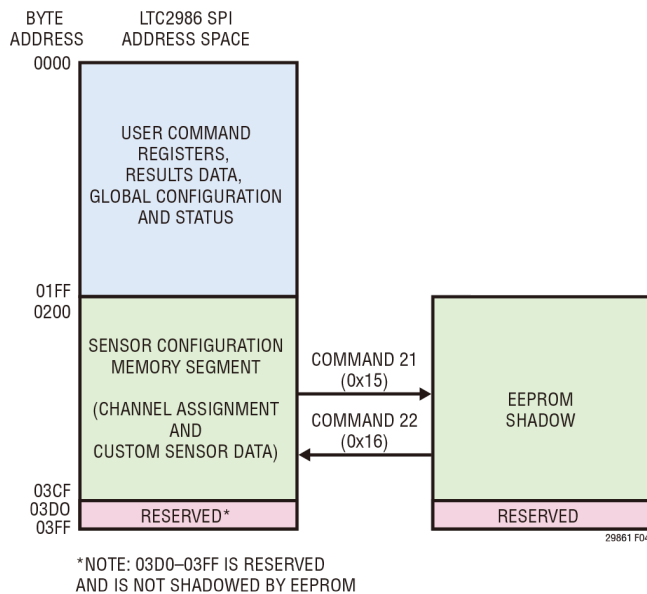 BYTE
ADDRESS
LTC2986 SPI
ADDRESS SPACE
0000
USER COMMAND
REGISTERS,
RESULTS DATA,
GLOBAL CONFIGURATION
AND STATUS
01FF
0200
SENSOR CONFIGURATION
MEMORY SEGMENT
(CHANNEL ASSIGNMENT
AND
CUSTOM SENSOR DATA)
COMMAND 21
(0x15)
COMMAND 22
(0x16)
EEPROM
SHADOW
03CF
03D0
03FF
RESERVED*
RESERVED
29861 F04
*NOTE: 03D0–03FF IS RESERVED
AND IS NOT SHADOWED BY EEPROM